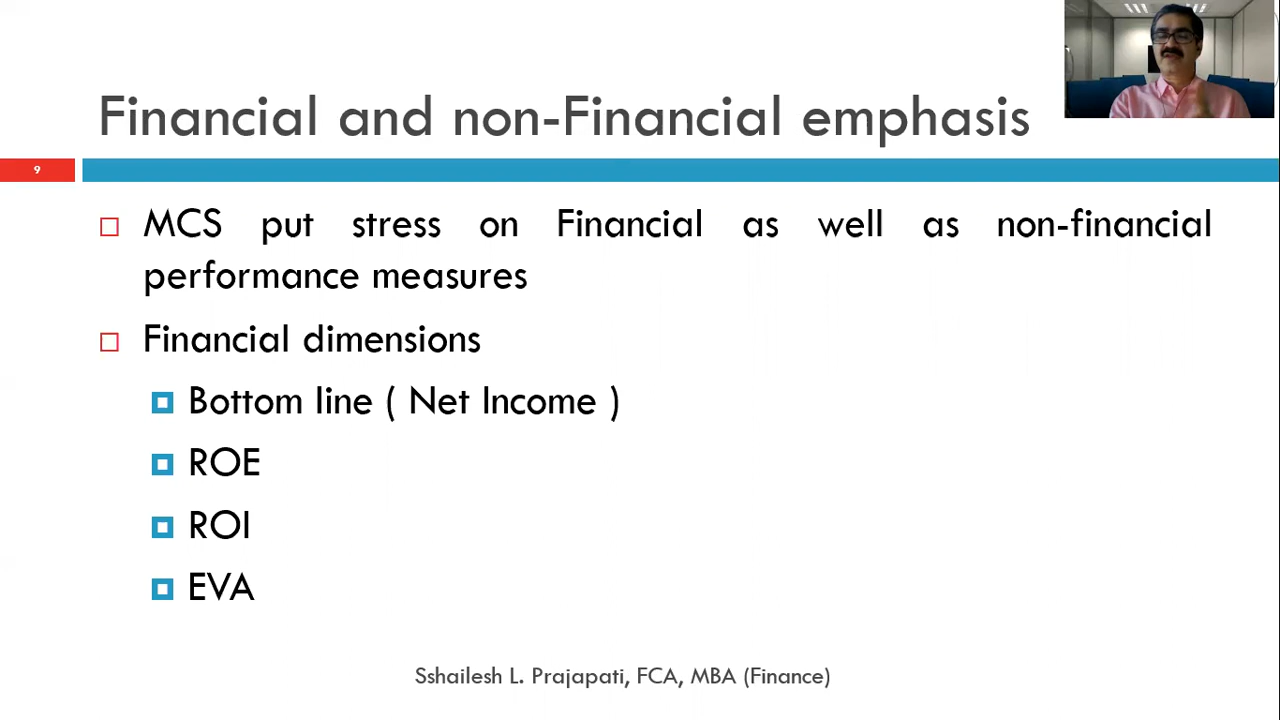 Financial and non-Financial emphasis
9
MCS put stress on Financial as well as non-financial
performance measures
Financial dimensions
Bottom line ( Net Income )
ROE
ROI
EVA
Sshailesh L. Prajapati, FCA, MBA (Finance)